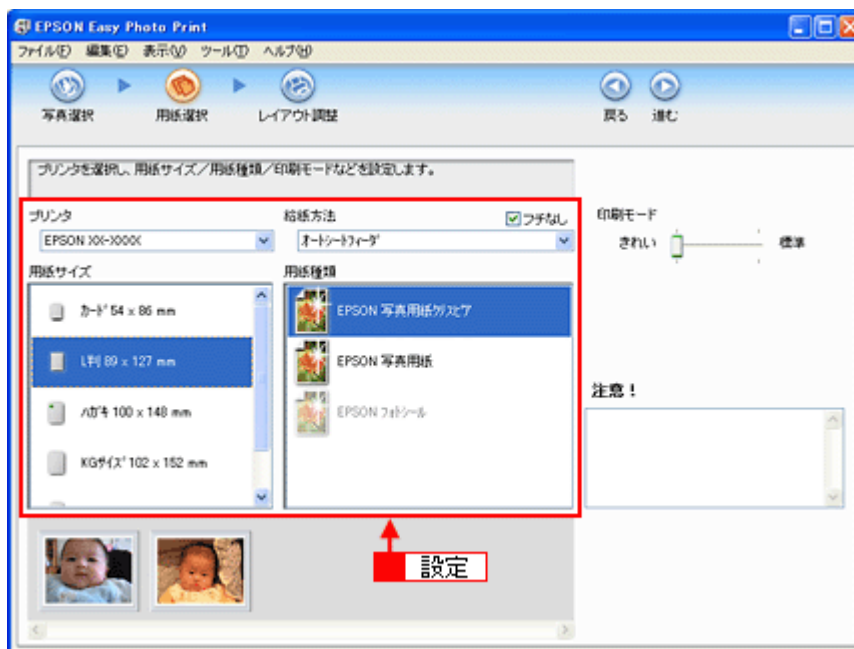 EPSON Easy Photo Print
ファイル(F) 編集(E) 表示(V) ツール(T) ヘルプ(H)
写真選択 用紙選択 レイアウト調整 戻る 進む
プリンタを選択し、用紙サイズ／用紙種類／印刷モードなどを設定します。
プリンタ
EPSON XX-XXXX
給紙方法
フチなし
オートシートフィーダ
用紙サイズ
カード 54 x 86 mm
L判 89 x 127 mm
ハガキ 100 x 148 mm
KGサイズ 102 x 152 mm
用紙種類
EPSON 写真用紙クリスピア
EPSON 写真用紙
EPSON フォトシール
印刷モード
きれい 標準
注意！
設定